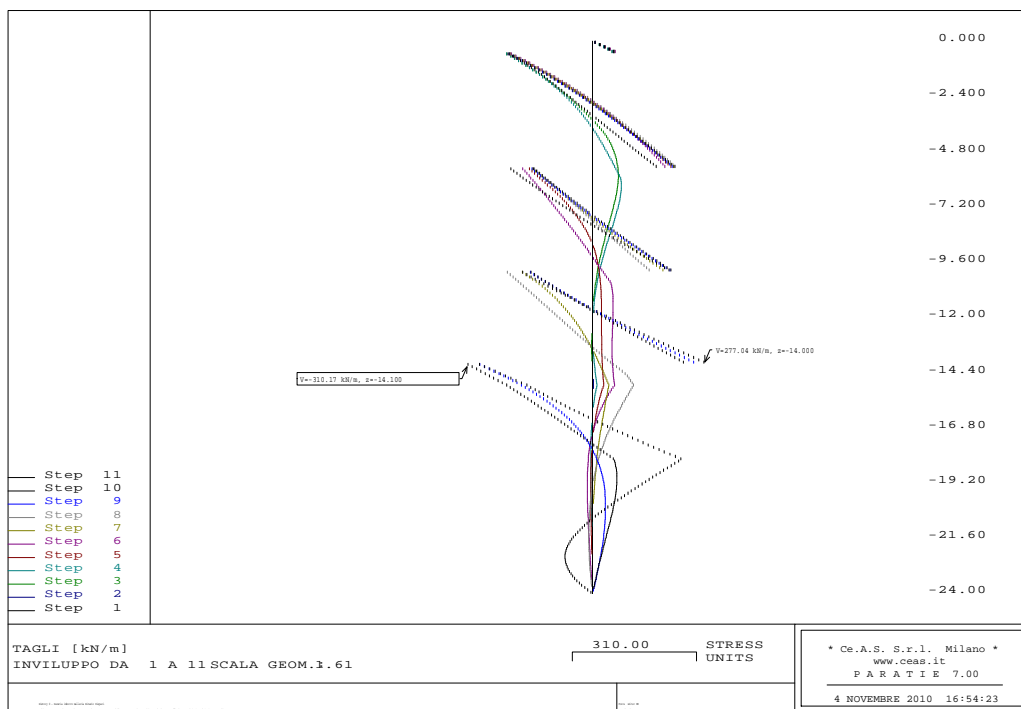 0.000
-2.400
-4.800
-7.200
-9.600
-12.00
-14.40
-16.80
-19.20
-21.60
-24.00
V=277.04 kN/m, z=-14.000
V=-310.17 kN/m, z=-14.100
Step 11
Step 10
Step 9
Step 8
Step 7
Step 6
Step 5
Step 4
Step 3
Step 2
Step 1
TAGLI [kN/m]
INVILUPPO DA 1 A 11 SCALA GEOM. 1.61
310.00
STRESS
UNITS
* Ce.A.S. S.r.l. Milano *
www.ceas.it
P A R A T I E 7.00
4 NOVEMBRE 2010 16:54:23